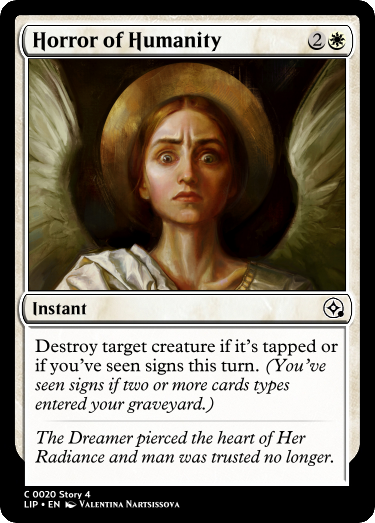 Horror of Humanity 2
Instant
Destroy target creature if it's tapped or
if you've seen signs this turn. (You've
seen signs if two or more cards types
entered your graveyard.)
The Dreamer pierced the heart of Her
Radiance and man was trusted no longer.
C 0020 Story 4
LIP • EN Valentina Nartsissova